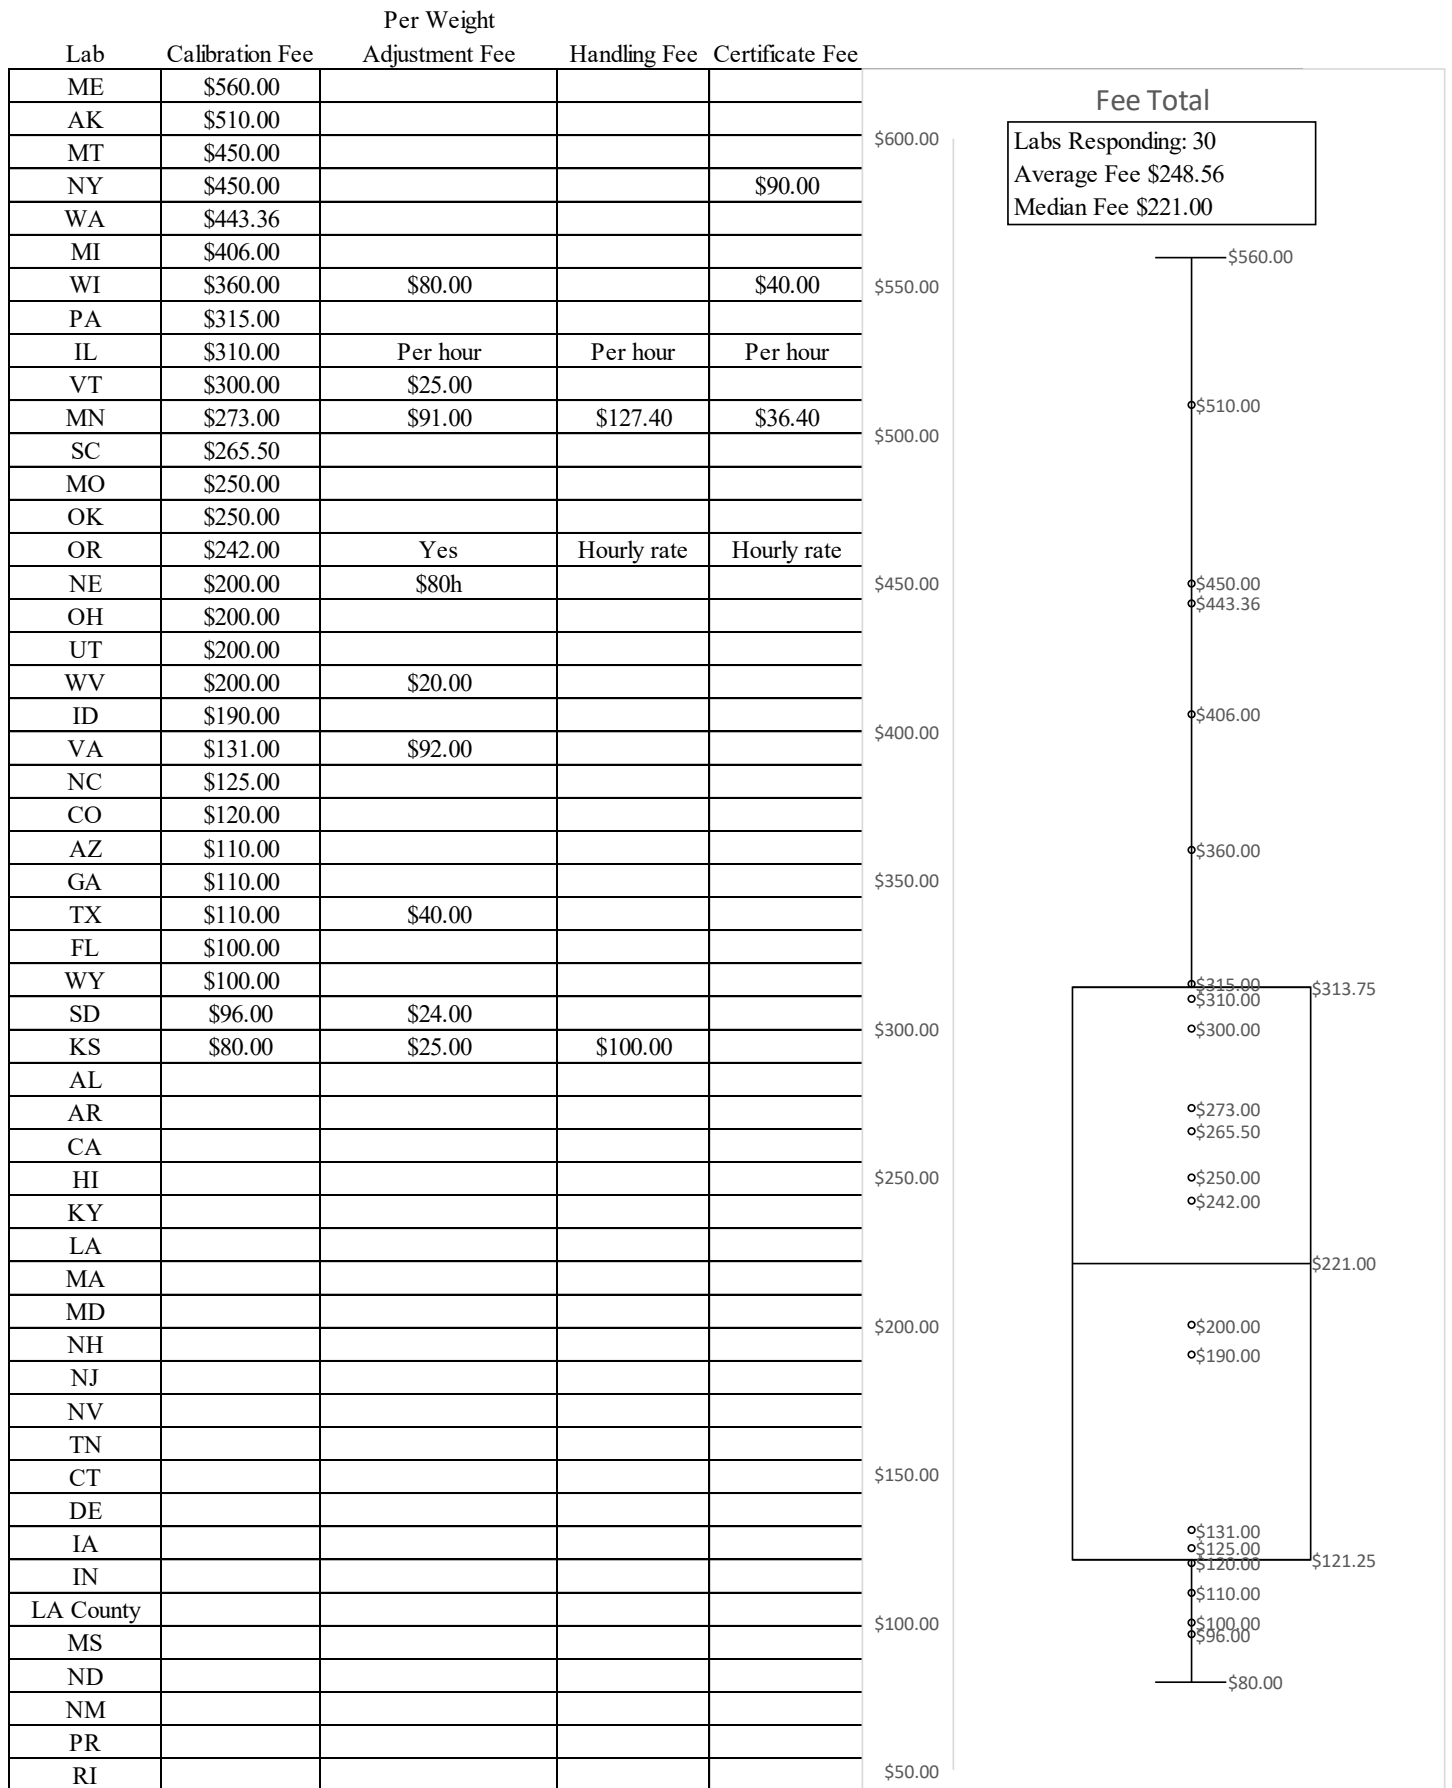 Per Weight
Lab Calibration Fee Adjustment Fee Handling Fee Certificate Fee
ME $560.00
AK $510.00
MT $450.00
NY $450.00 $90.00
WA $443.36
MI $406.00
WI $360.00 $80.00 $40.00
PA $315.00
IL $310.00 Per hour Per hour Per hour
VT $300.00 $25.00
MN $273.00 $91.00 $127.40 $36.40
SC $265.50
MO $250.00
OK $250.00
OR $242.00 Yes Hourly rate Hourly rate
NE $200.00 $80h
OH $200.00
UT $200.00
WV $200.00 $20.00
ID $190.00
VA $131.00 $92.00
NC $125.00
CO $120.00
AZ $110.00
GA $110.00
TX $110.00 $40.00
FL $100.00
WY $100.00
SD $96.00 $24.00
KS $80.00 $25.00 $100.00
AL
AR
CA
HI
KY
LA
MA
MD
NH
NJ
NV
TN
CT
DE
IA
IN
LA County
MS
ND
NM
PR
RI
Fee Total
Labs Responding: 30
Average Fee $248.56
Median Fee $221.00
$600.00
$550.00
$500.00
$450.00
$400.00
$350.00
$300.00
$250.00
$200.00
$150.00
$100.00
$50.00
$560.00
$510.00
$450.00
$443.36
$406.00
$360.00
$315.00
$313.75
$310.00
$300.00
$273.00
$265.50
$250.00
$242.00
$221.00
$200.00
$190.00
$131.00
$125.00
$120.00
$121.25
$110.00
$100.00
$96.00
$80.00